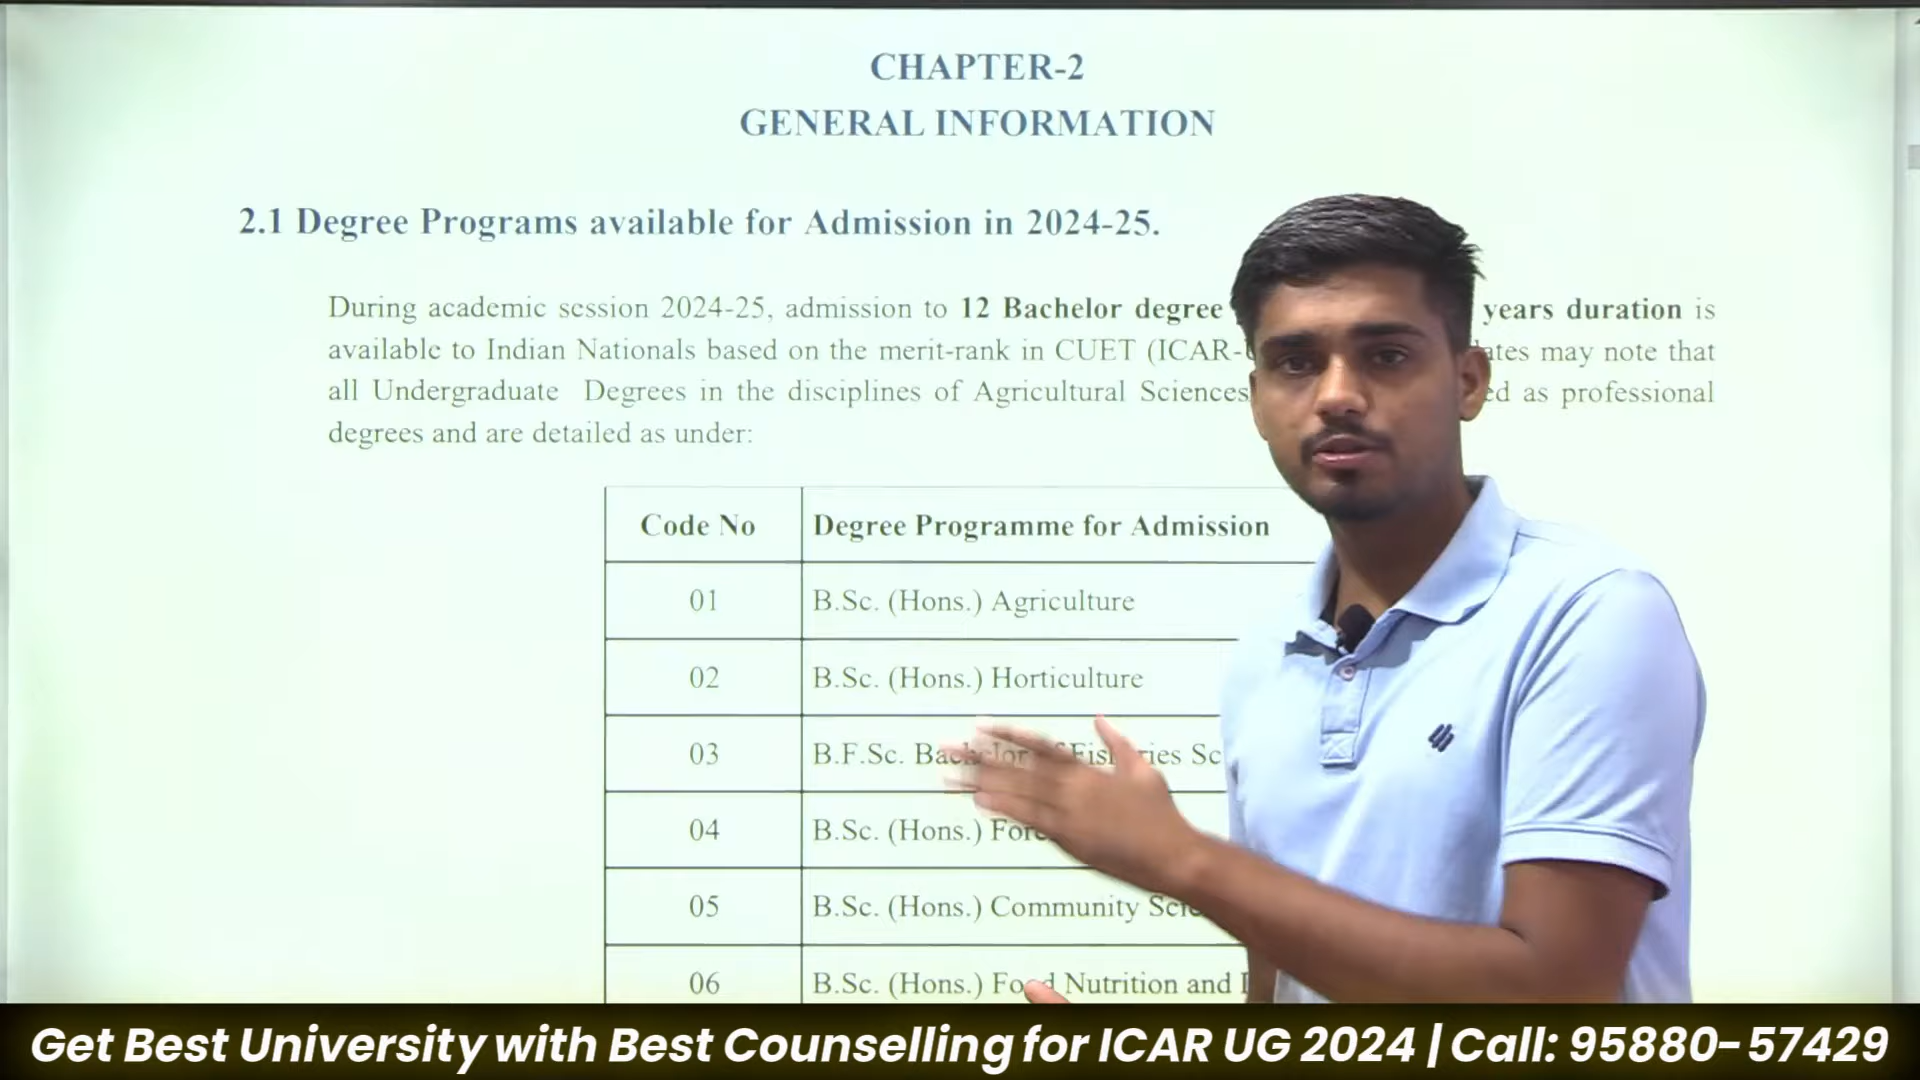 CHAPTER-2
GENERAL INFORMATION
2.1 Degree Programs available for Admission in 2024-25.
During academic session 2024-25, admission to 12 Bachelor degree years duration is
available to Indian Nationals based on the merit-rank in CUET (ICAR- may note that
all Undergraduate Degrees in the disciplines of Agricultural Sciences as professional
degrees and are detailed as under:
Code No Degree Programme for Admission
01 B.Sc. (Hons.) Agriculture
02 B.Sc. (Hons.) Horticulture
03 B.F.Sc. Bachelor of Fisheries Sc
04 B.Sc. (Hons.)
05 B.Sc. (Hons.) Community
06 B.Sc. (Hons.) Food Nutrition and
Get Best University with Best Counselling for ICAR UG 2024 | Call: 95880-57429